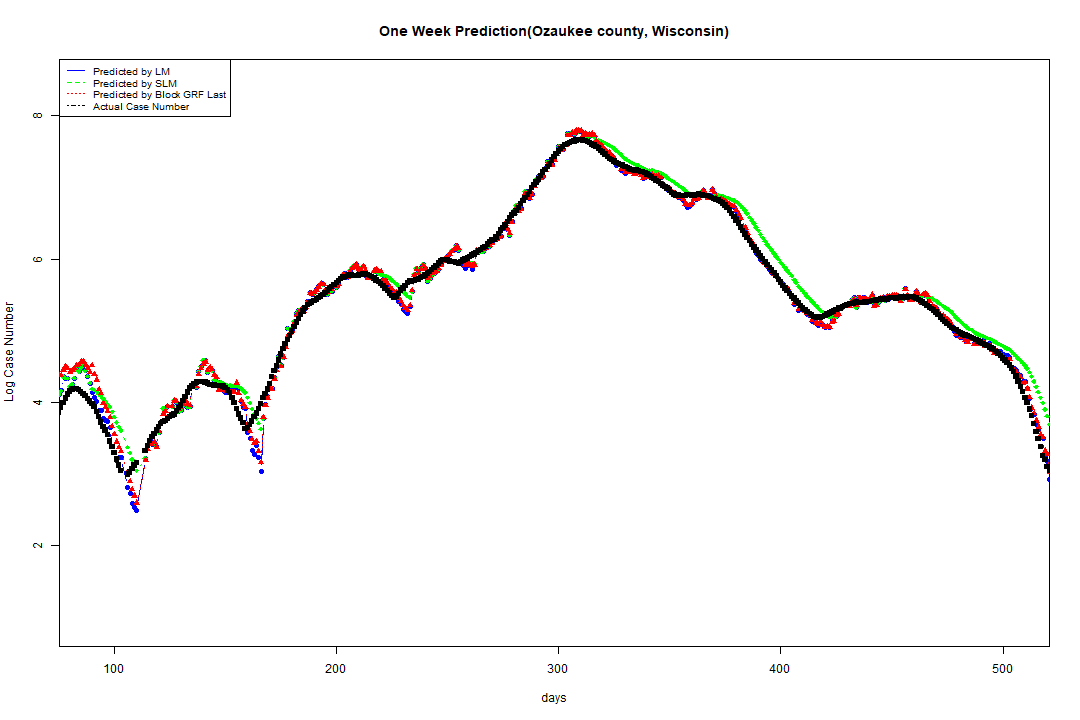 One Week Prediction(Ozaukee county, Wisconsin)
Predicted by LM
Predicted by SLM
Predicted by Block GRF Last
Actual Case Number
8
6
4
2
Log Case Number
100 200 300 400 500
days